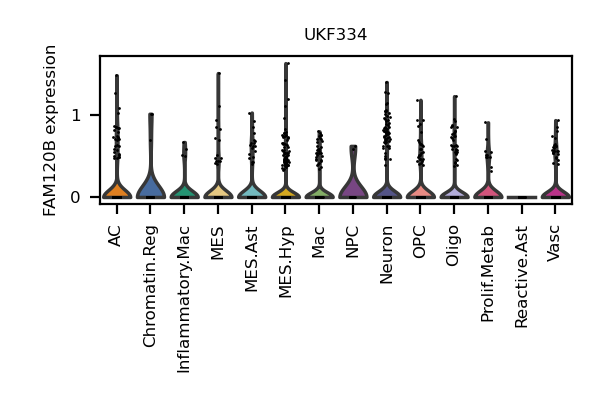 UKF334
FAM120B expression
1
0
AC
Chromatin.Reg
Inflammatory.Mac
MES
MES.Ast
MES.Hyp
Mac
NPC
Neuron
OPC
Oligo
Prolif.Metab
Reactive.Ast
Vasc